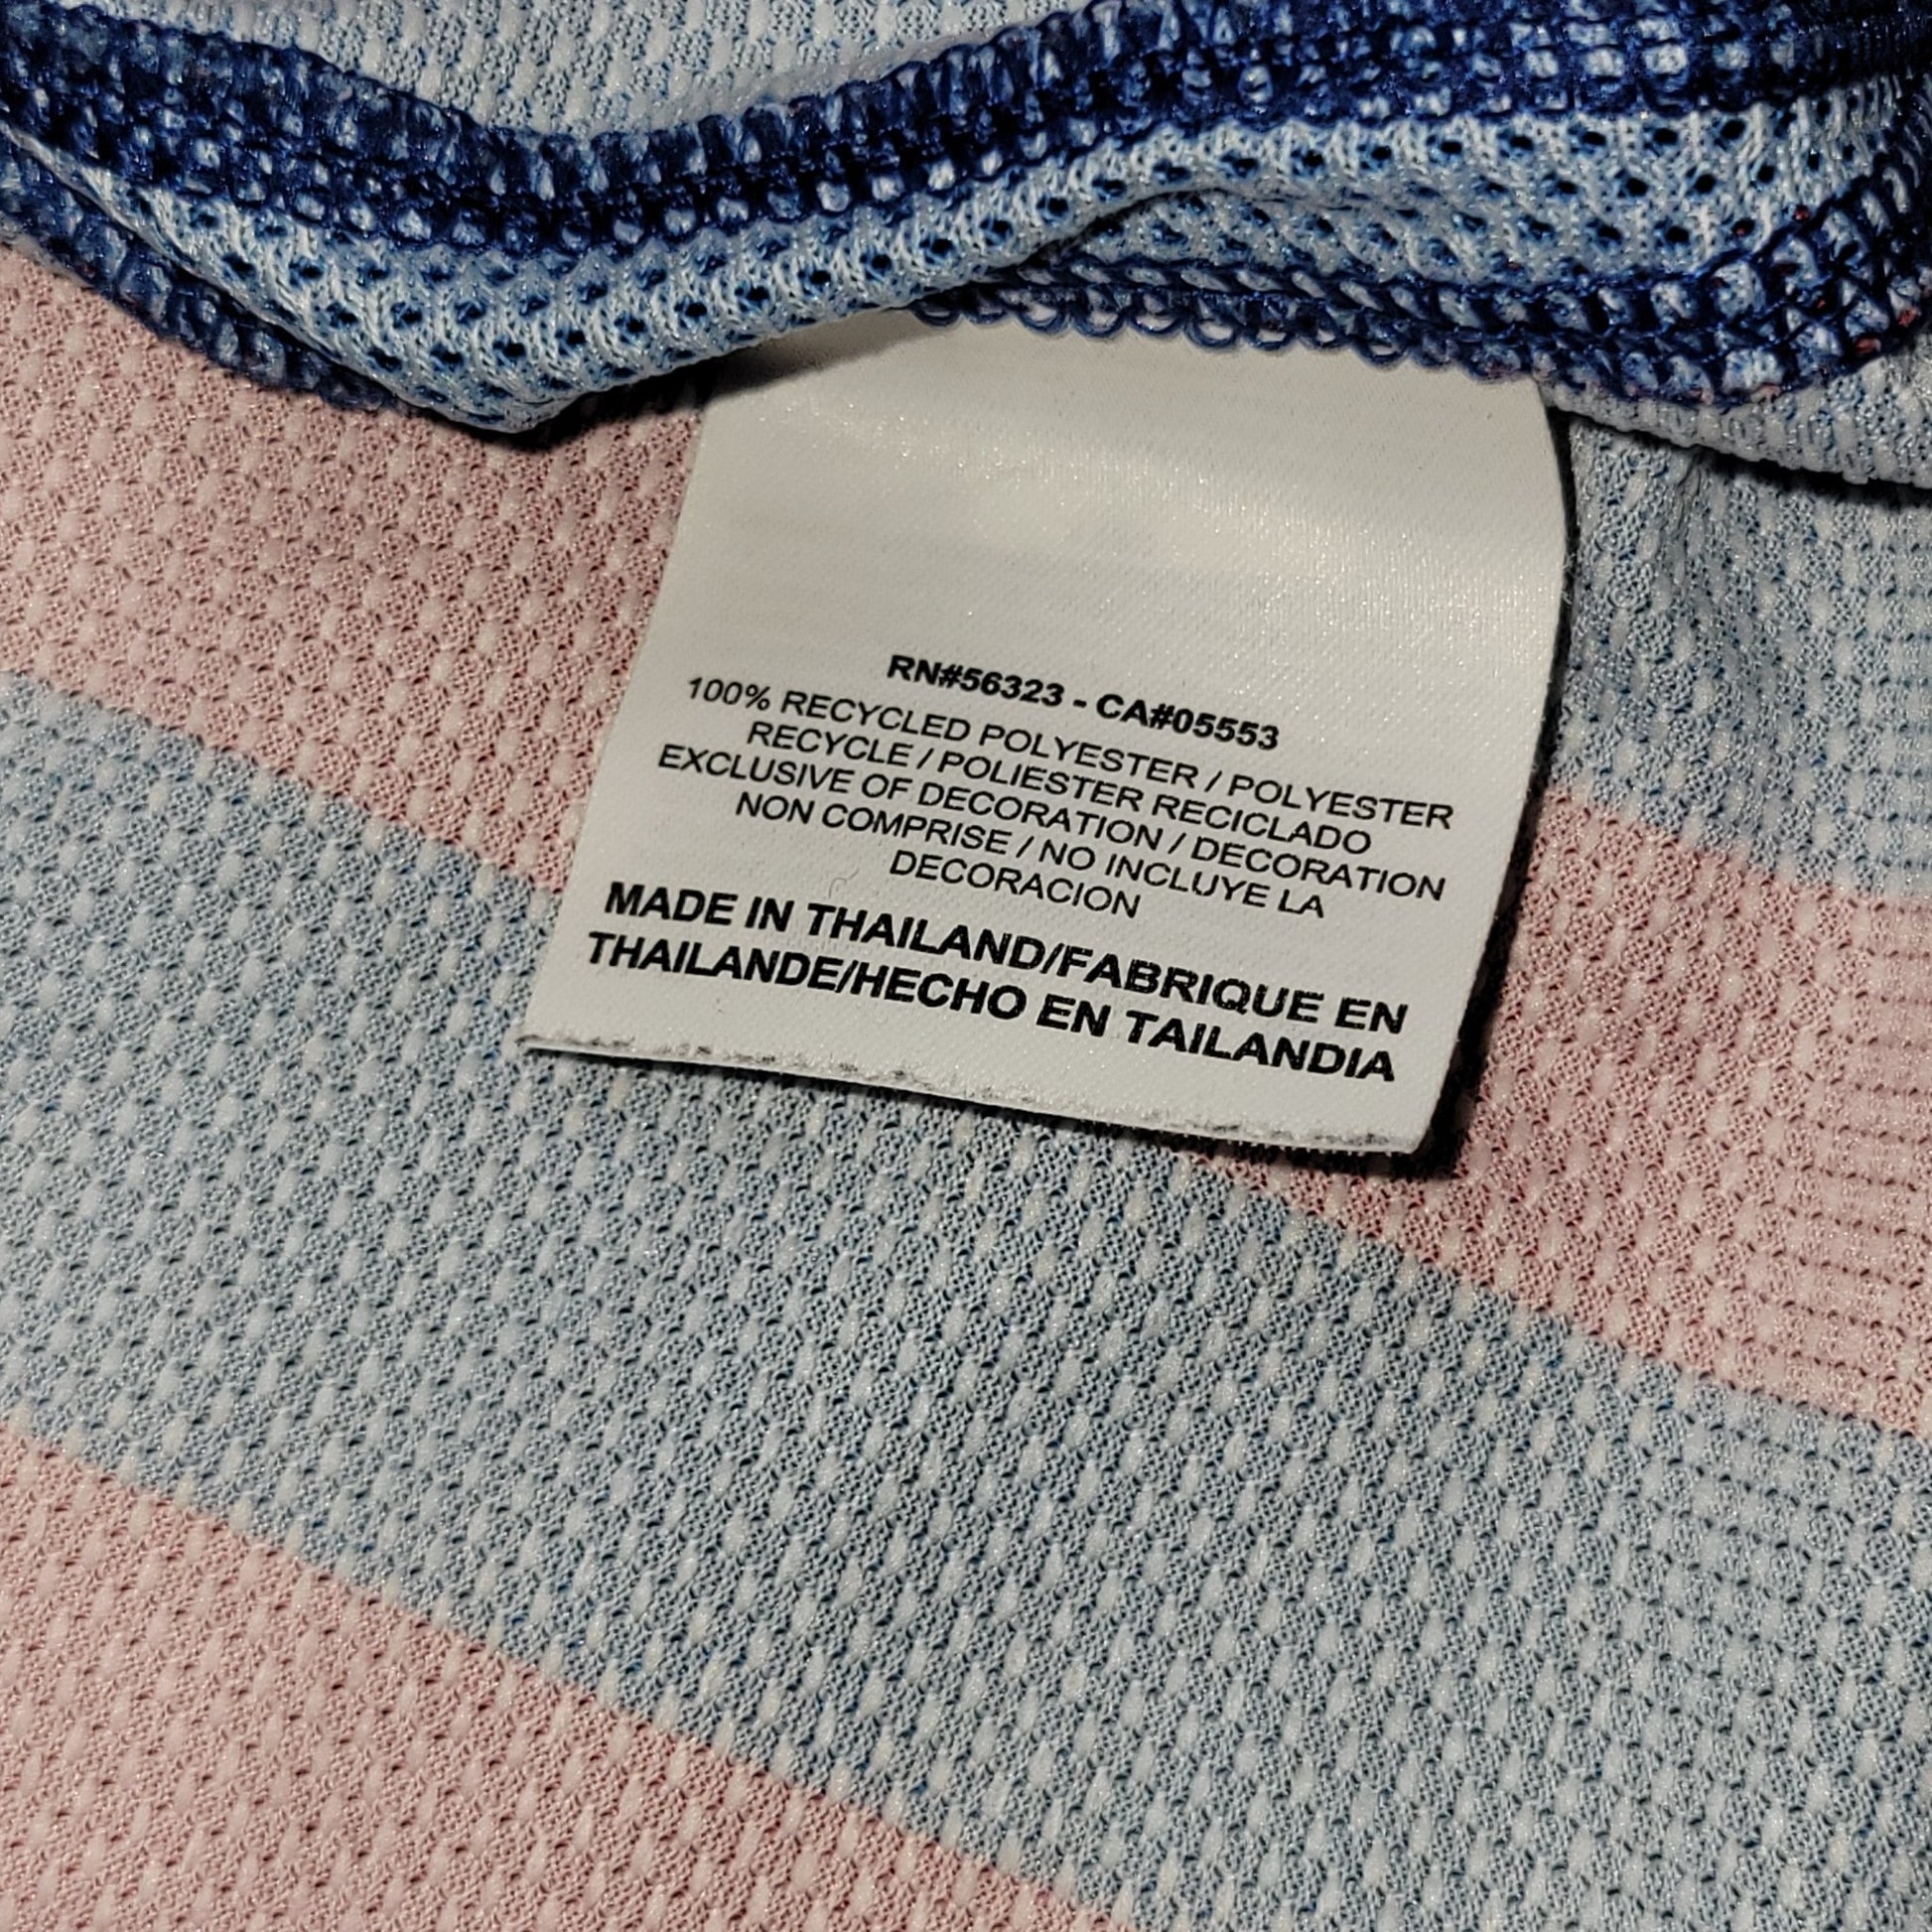 RN#56323 - CA#05553
100% RECYCLED POLYESTER / POLYESTER
RECYCLE / POLIESTER RECICLADO
EXCLUSIVE OF DECORATION / DECORATION
NON COMPRISE / NO INCLUYE LA
DECORACION
MADE IN THAILAND/FABRIQUE EN
THAILANDE/HECHO EN TAILANDIA